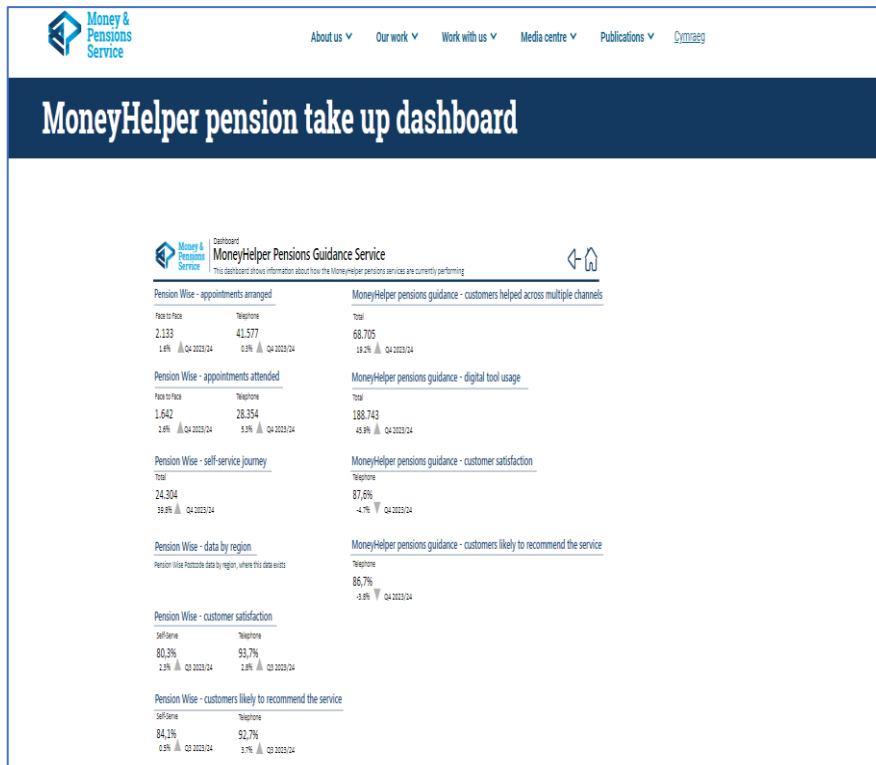 Money &
Pensions
Service
About us Our work Work with us Media centre Publications Cymraeg
MoneyHelper pension take up dashboard
Money &
Pensions
Service
Dashboard
MoneyHelper Pensions Guidance Service
This dashboard shows information about how the MoneyHelper pensions services are currently performing
Pension Wise - appointments arranged
Face to Face Telephone
2.133 41.577
1.6% Q4 2023/24 0.3% Q4 2023/24
MoneyHelper pensions guidance - customers helped across multiple channels
Total
68.705
19.2% Q4 2023/24
Pension Wise - appointments attended
Face to Face Telephone
1.642 28.354
2.6% Q4 2023/24 5.3% Q4 2023/24
MoneyHelper pensions guidance - digital tool usage
Total
188.743
45.9% Q4 2023/24
Pension Wise - self-service journey
Total
24.304
39.8% Q4 2023/24
MoneyHelper pensions guidance - customer satisfaction
Telephone
87,6%
-4.7% Q4 2023/24
Pension Wise - data by region
Pension Wise Postcode data by region, where this data exists
MoneyHelper pensions guidance - customers likely to recommend the service
Telephone
86,7%
-3.8% Q4 2023/24
Pension Wise - customer satisfaction
Self-Serve Telephone
80,3% 93,7%
2.3% Q3 2023/24 2.8% Q3 2023/24
Pension Wise - customers likely to recommend the service
Self-Serve Telephone
84,1% 92,7%
0.5% Q3 2023/24 3.7% Q3 2023/24